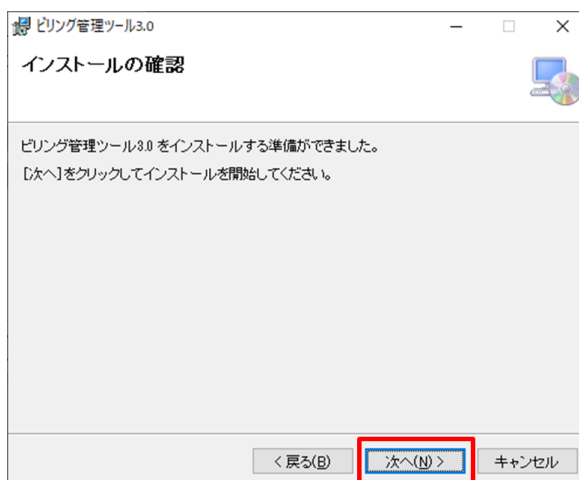 ビリング管理ツール3.0
インストールの確認
ビリング管理ツール3.0 をインストールする準備ができました。
[次へ]をクリックしてインストールを開始してください。
< 戻る(B)
次へ(N) >
キャンセル